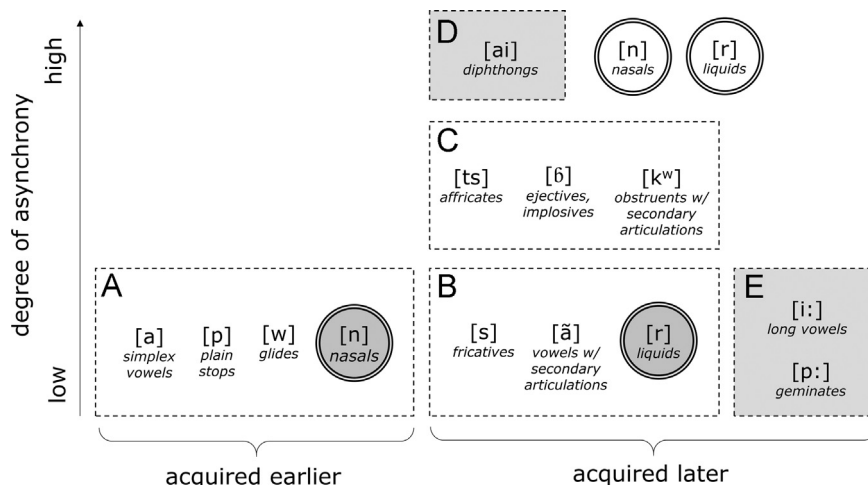 high
degree of asynchrony
low
D
[ai]
diphthongs
[n]
nasals
[r]
liquids
C
[ts]
affricates
[ɓ]
ejectives,
implosives
[kʷ]
obstruents w/
secondary
articulations
A
[a]
simplex
vowels
[p]
plain
stops
[w]
glides
[n]
nasals
B
[s]
fricatives
[ã]
vowels w/
secondary
articulations
[r]
liquids
E
[i:]
long vowels
[p:]
geminates
acquired earlier
acquired later